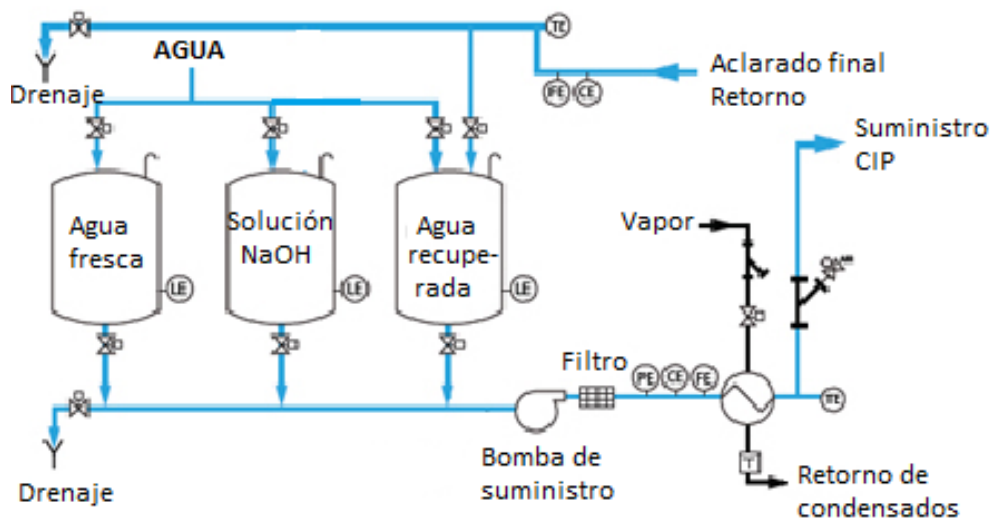 TE
AGUA
Drenaje
Aclarado final
Retorno
IFE
CE
Suministro
CIP
Agua
fresca
Solución
NaOH
Agua
recupe-
rada
Vapor
LE
LE
LE
Filtro
PE
CE
FE
TE
Bomba de
suministro
T
Drenaje
Retorno de
condensados